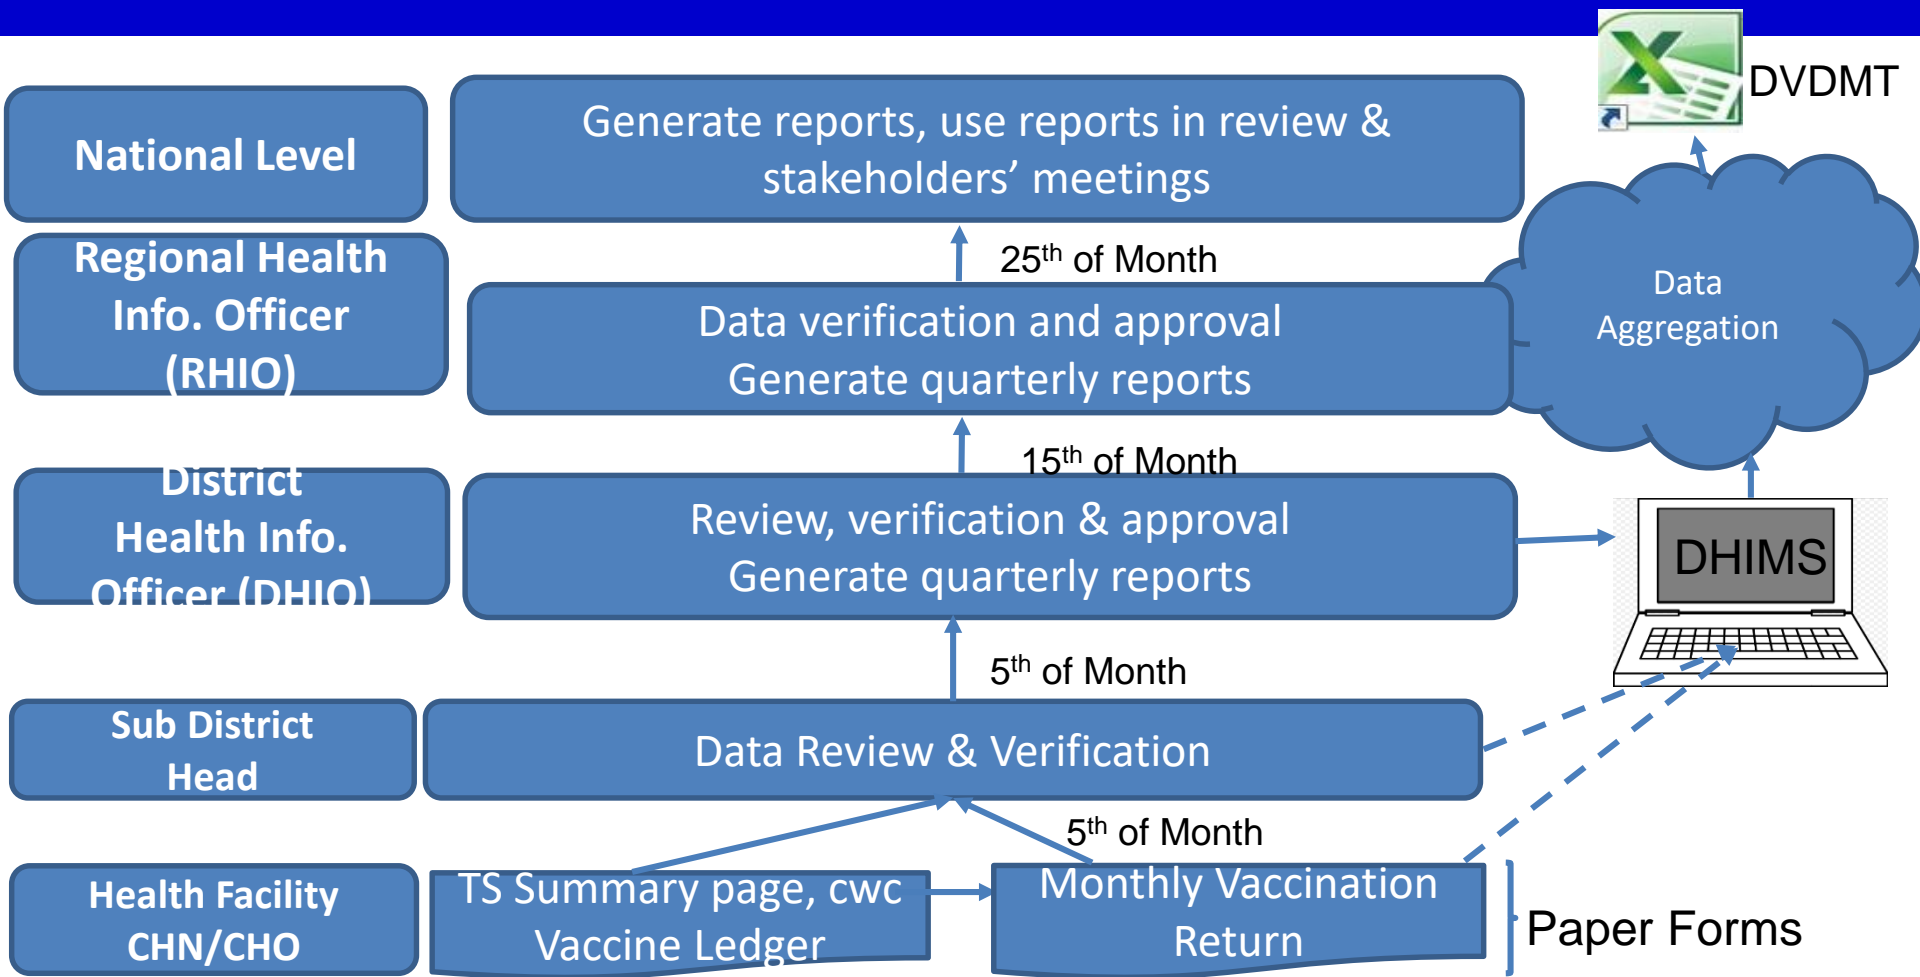 DVDMT
National Level
Generate reports, use reports in review &
stakeholders’ meetings
Regional Health
Info. Officer
(RHIO)
25th of Month
Data verification and approval
Generate quarterly reports
Data
Aggregation
District
Health Info.
Officer (DHIO)
15th of Month
Review, verification & approval
Generate quarterly reports
DHIMS
5th of Month
Sub District
Head
Data Review & Verification
5th of Month
Health Facility
CHN/CHO
TS Summary page, cwc
Vaccine Ledger
Monthly Vaccination
Return
Paper Forms